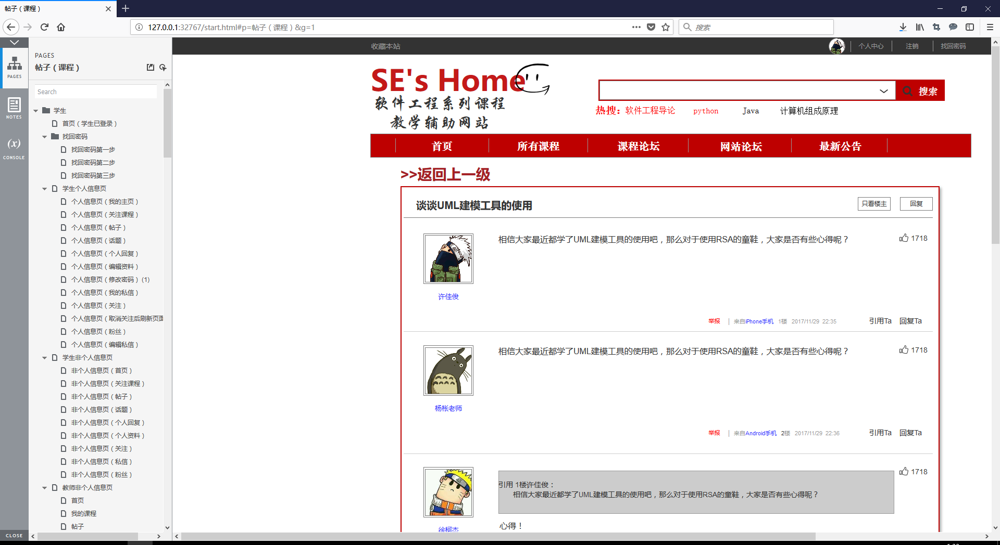 帖子（课程）
127.0.0.1:32767/start.html#p=帖子（课程）&g=1
搜索
PAGES
NOTES
(x)
CONSOLE
CLOSE
PAGES
帖子（课程）
Search
学生
首页（学生已登录）
找回密码
找回密码第一步
找回密码第二步
找回密码第三步
学生个人信息页
个人信息页（我的主页）
个人信息页（关注课程）
个人信息页（帖子）
个人信息页（话题）
个人信息页（个人回复）
个人信息页（编辑资料）
个人信息页（修改密码） (1)
个人信息页（我的私信）
个人信息页（关注）
个人信息页（取消关注后刷新页面
个人信息页（粉丝）
个人信息页（编辑私信）
学生非个人信息页
非个人信息页（首页）
非个人信息页（关注课程）
非个人信息页（帖子）
非个人信息页（话题）
非个人信息页（个人回复）
非个人信息页（个人资料）
非个人信息页（关注）
非个人信息页（私信）
非个人信息页（粉丝）
教师非个人信息页
首页
我的课程
帖子
收藏本站
个人中心 注销 找回密码
SE's Home
软件工程系列课程
教学辅助网站
搜索
热搜： 软件工程导论 python Java 计算机组成原理
首页 所有课程 课程论坛 网站论坛 最新公告
>>返回上一级
谈谈UML建模工具的使用
只看楼主 回复
相信大家最近都学了UML建模工具的使用吧，那么对于使用RSA的童鞋，大家是否有些心得呢？
1718
许佳俊
举报 | 来自iPhone手机 1楼 2017/11/29 22:35 引用Ta 回复Ta
相信大家最近都学了UML建模工具的使用吧，那么对于使用RSA的童鞋，大家是否有些心得呢？
1718
杨枨老师
举报 | 来自Android手机 2楼 2017/11/29 22:36 引用Ta 回复Ta
1718
引用 1楼许佳俊：
相信大家最近都学了UML建模工具的使用吧，那么对于使用RSA的童鞋，大家是否有些心得呢？
心得！
徐柯杰